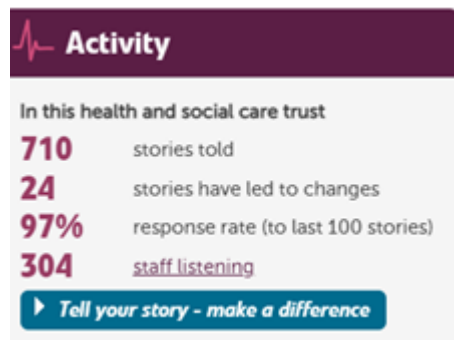 Activity
In this health and social care trust
710 stories told
24 stories have led to changes
97% response rate (to last 100 stories)
304 staff listening
Tell your story - make a difference